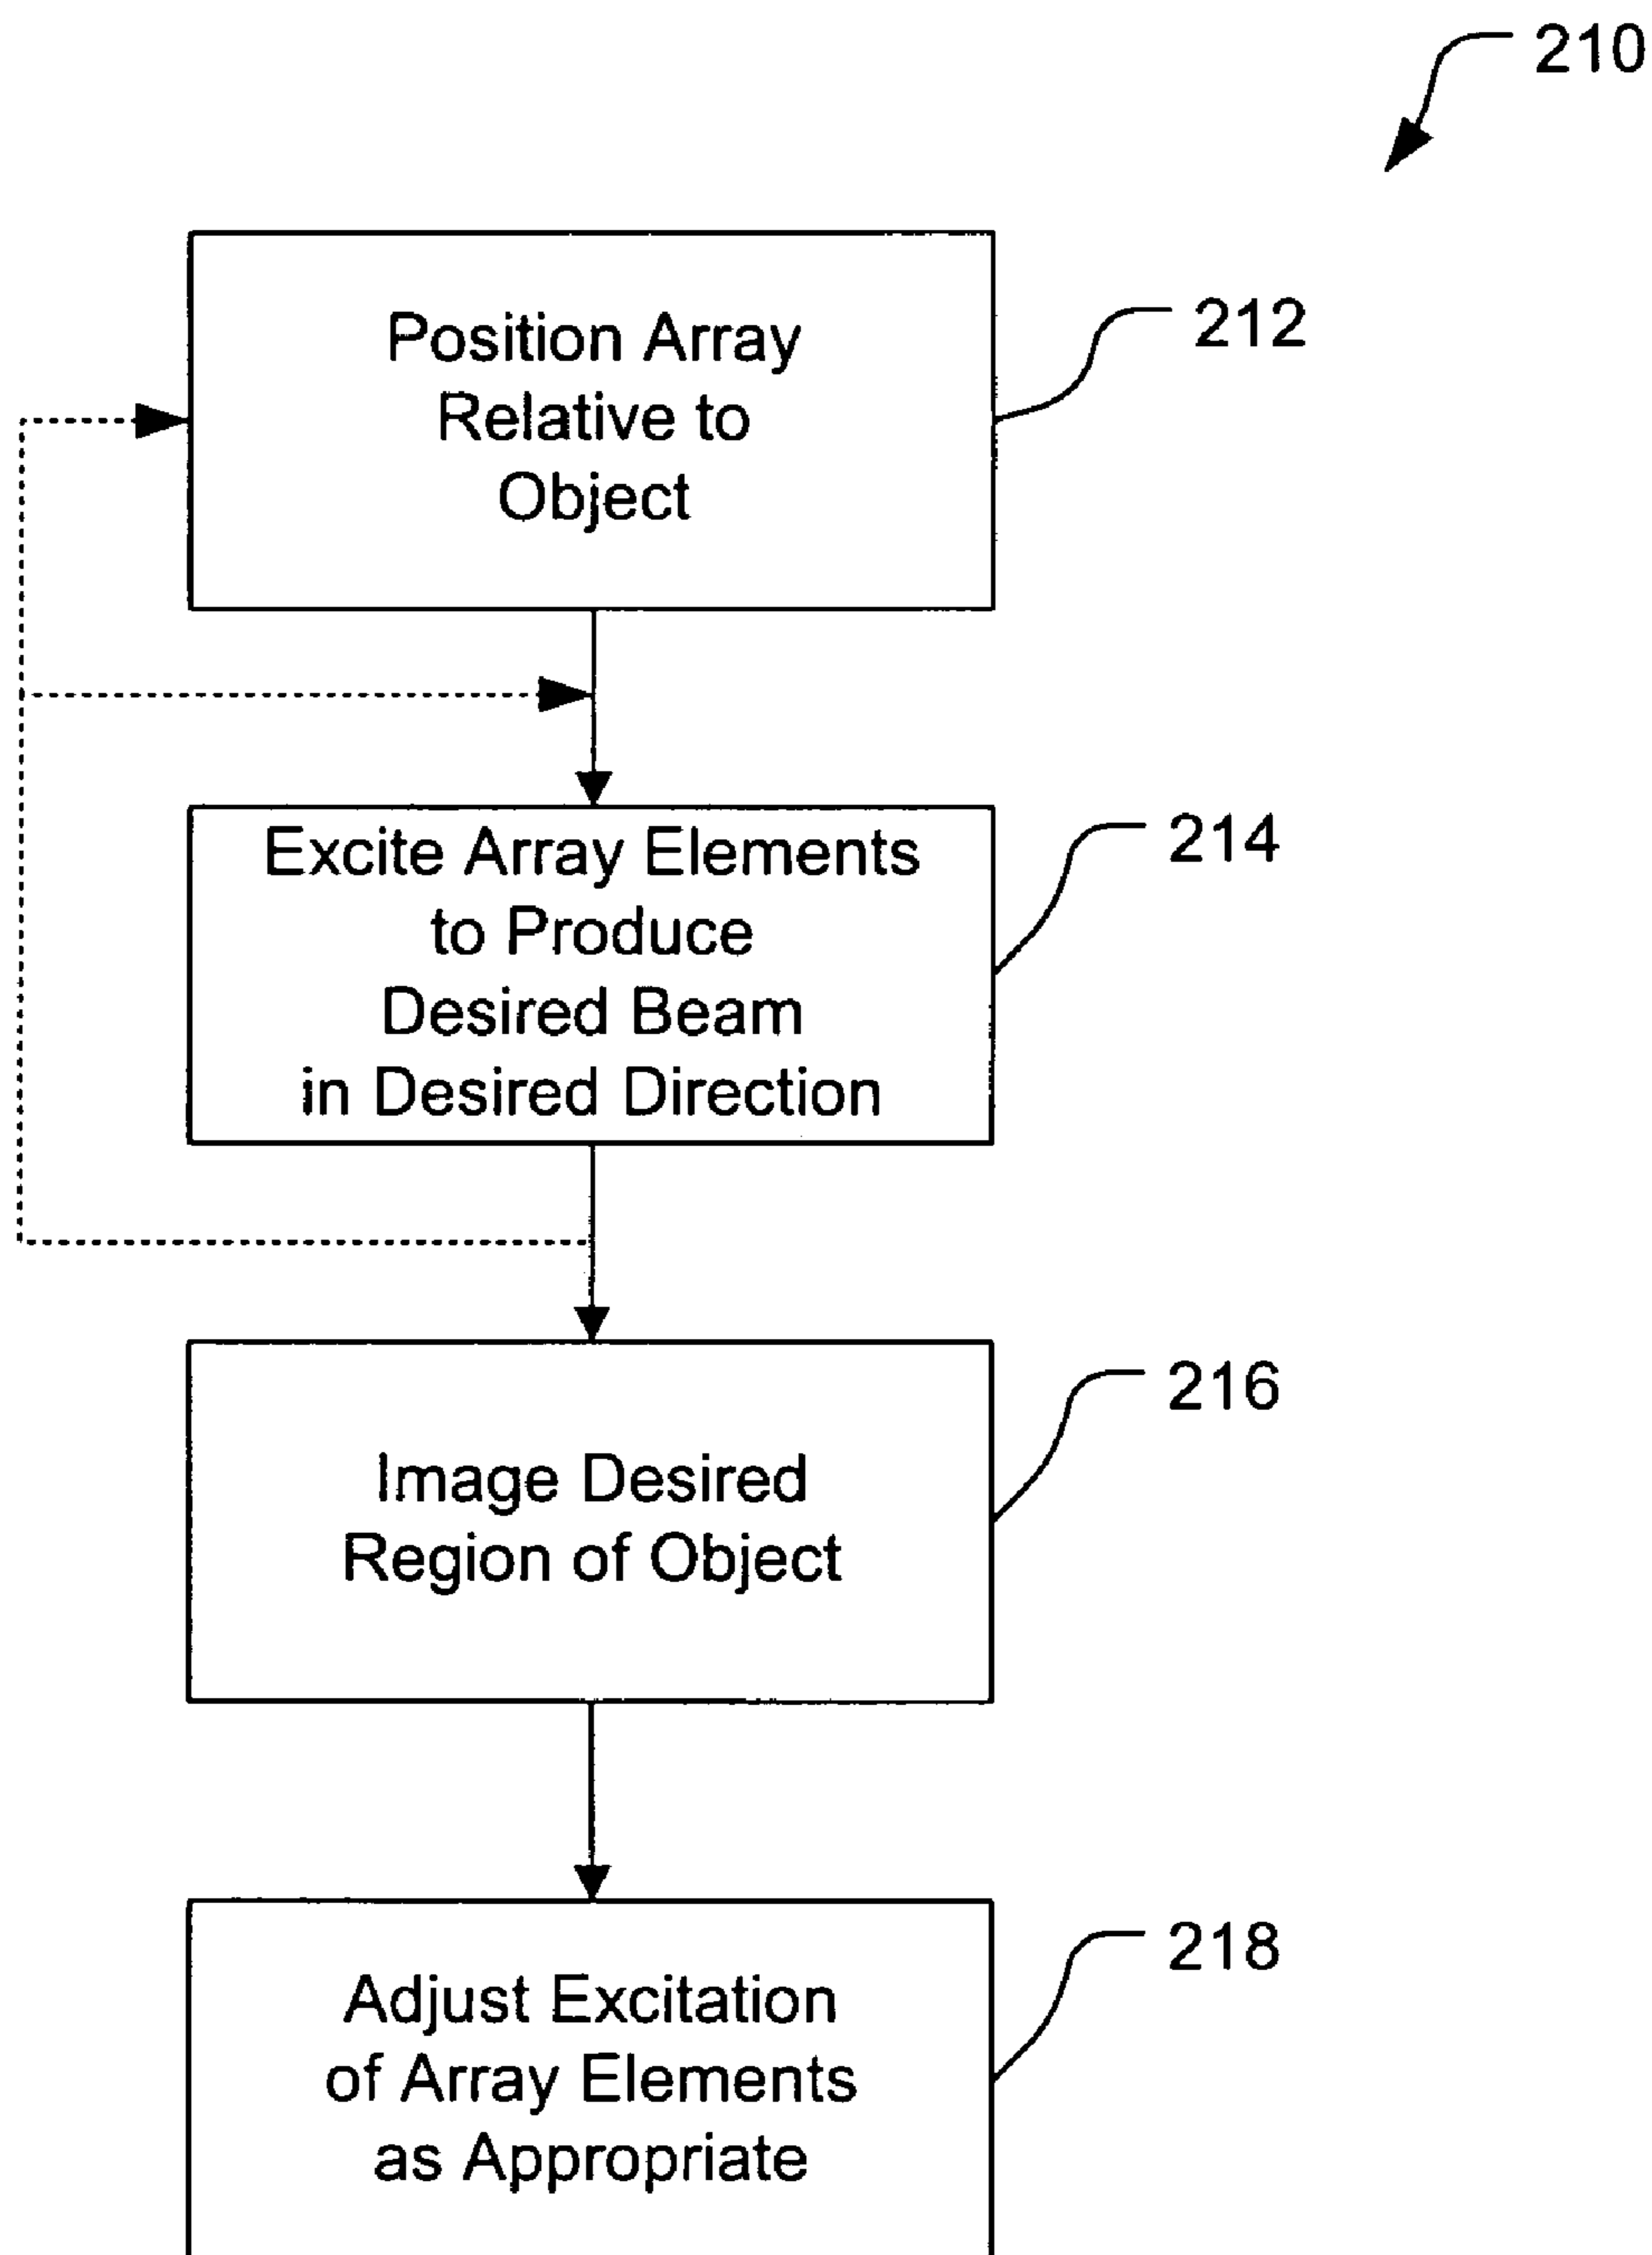 210
Position Array
Relative to
Object
212
Excite Array Elements
to Produce
Desired Beam
in Desired Direction
214
Image Desired
Region of Object
216
Adjust Excitation
of Array Elements
as Appropriate
218